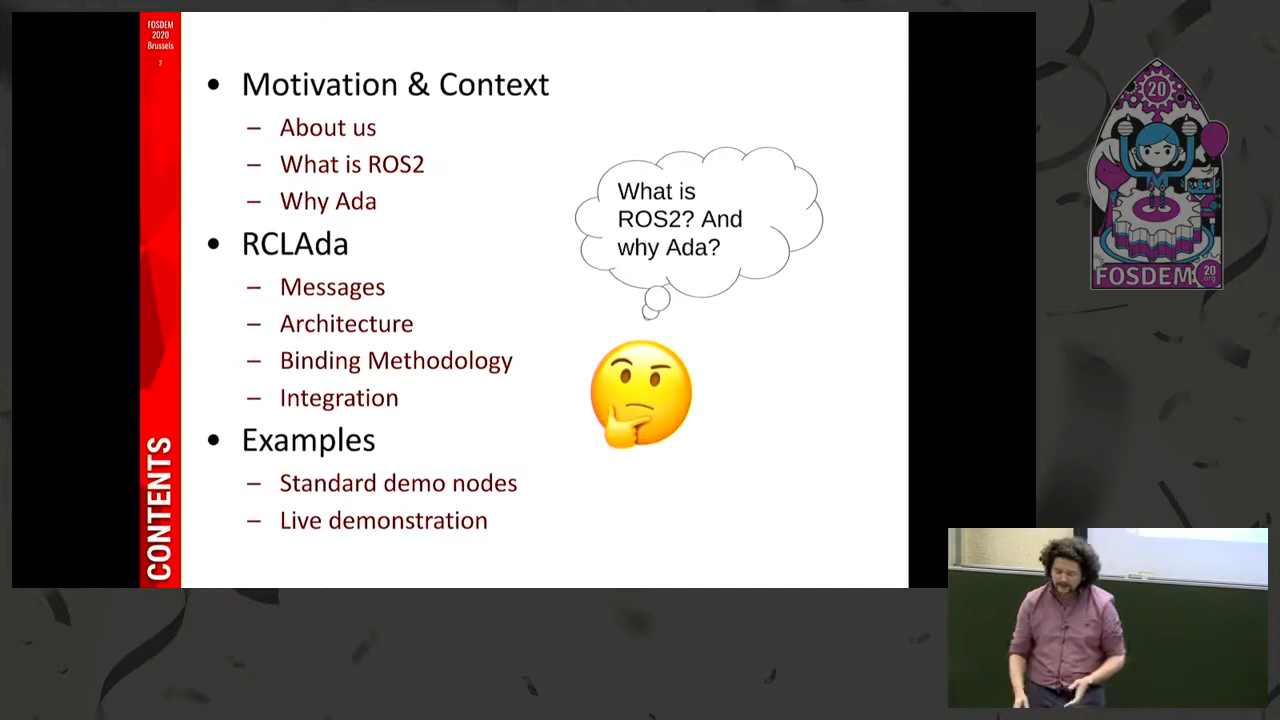 FOSDEM
2020
Brussels
2
CONTENTS
• Motivation & Context
– About us
– What is ROS2
– Why Ada
• RCLAda
– Messages
– Architecture
– Binding Methodology
– Integration
• Examples
– Standard demo nodes
– Live demonstration
What is
ROS2? And
why Ada?
20
FOSDEM
20
.org